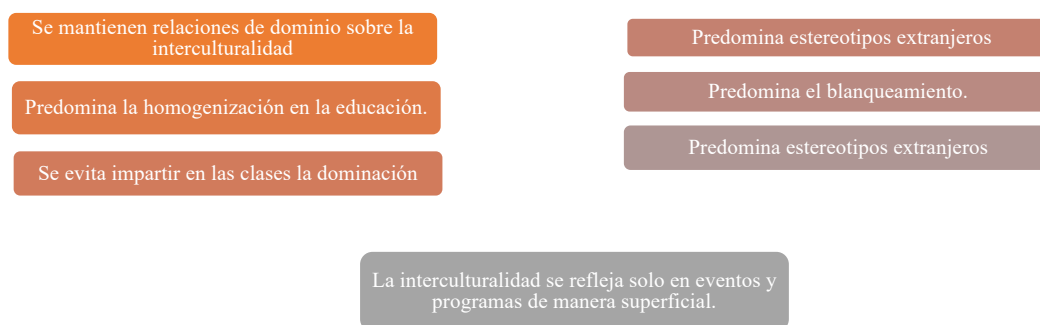 Se mantienen relaciones de dominio sobre la
interculturalidad
Predomina la homogenización en la educación.
Se evita impartir en las clases la dominación
Predomina estereotipos extranjeros
Predomina el blanqueamiento.
Predomina estereotipos extranjeros
La interculturalidad se refleja solo en eventos y
programas de manera superficial.